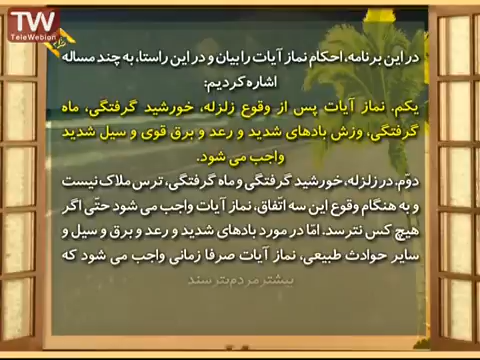 TW
TeleWebion
در این برنامه، احکام نماز آیات را بیان و در این راستا، به چند مساله
اشاره کردیم:
یکم. نماز آیات پس از وقوع زلزله، خورشید گرفتگی، ماه
گرفتگی، وزش بادهای شدید و رعد و برق قوی و سیل شدید
واجب می شود.
دوّم. در زلزله، خورشید گرفتگی و ماه گرفتگی، ترس ملاک نیست
و به هنگام وقوع این سه اتّفاق، نماز آیات واجب می شود حتّی اگر
هیچ کس نترسد. امّا در مورد بادهای شدید و رعد و برق و سیل و
سایر حوادث طبیعی، نماز آیات صرفا زمانی واجب می شود که
بیشتر مردم بترسند